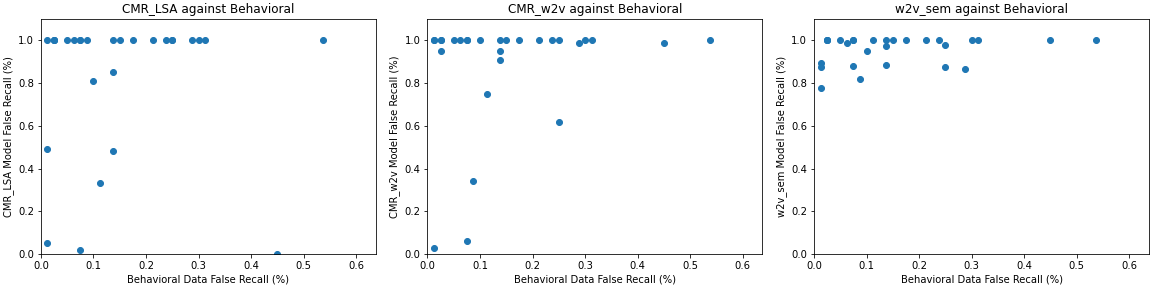 CMR_LSA against Behavioral
CMR_LSA Model False Recall (%)
1.0
0.8
0.6
0.4
0.2
0.0
0.0 0.1 0.2 0.3 0.4 0.5 0.6
Behavioral Data False Recall (%)
CMR_w2v against Behavioral
CMR_w2v Model False Recall (%)
1.0
0.8
0.6
0.4
0.2
0.0
0.0 0.1 0.2 0.3 0.4 0.5 0.6
Behavioral Data False Recall (%)
w2v_sem against Behavioral
w2v_sem Model False Recall (%)
1.0
0.8
0.6
0.4
0.2
0.0
0.0 0.1 0.2 0.3 0.4 0.5 0.6
Behavioral Data False Recall (%)